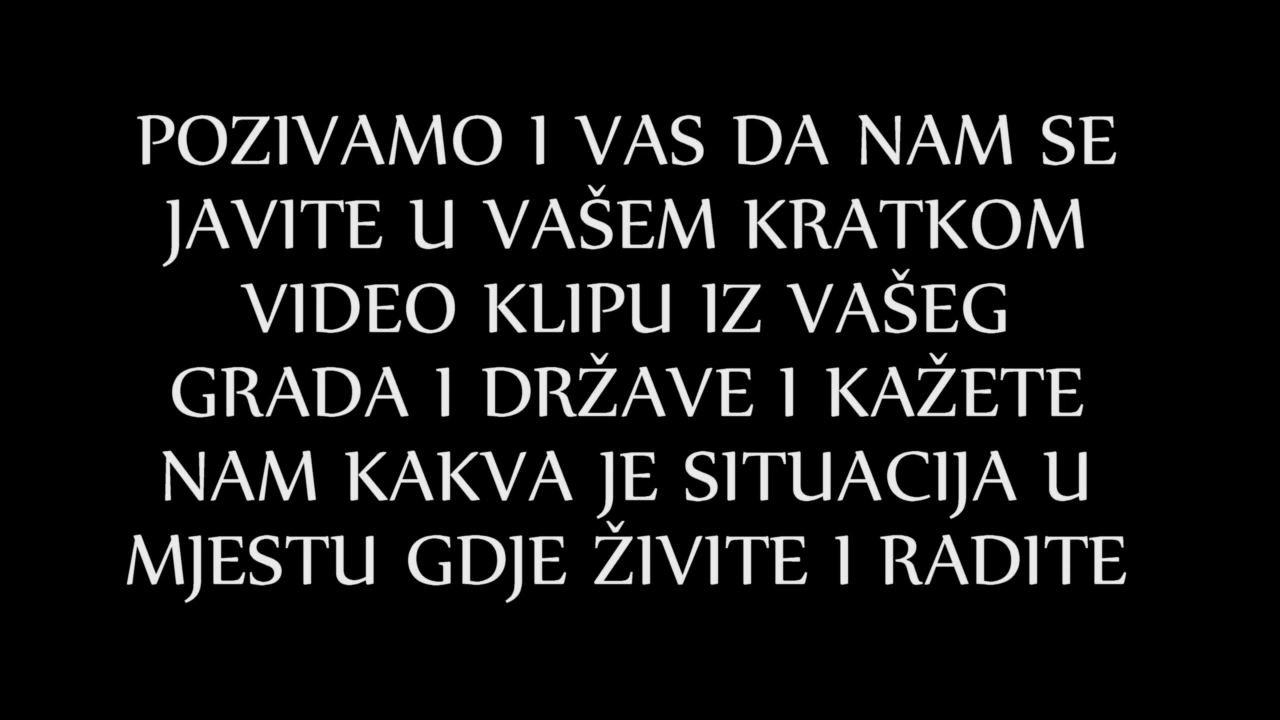 POZIVAMO I VAS DA NAM SE
JAVITE U VAŠEM KRATKOM
VIDEO KLIPU IZ VAŠEG
GRADA I DRŽAVE I KAŽETE
NAM KAKVA JE SITUACIJA U
MJESTU GDJE ŽIVITE I RADITE